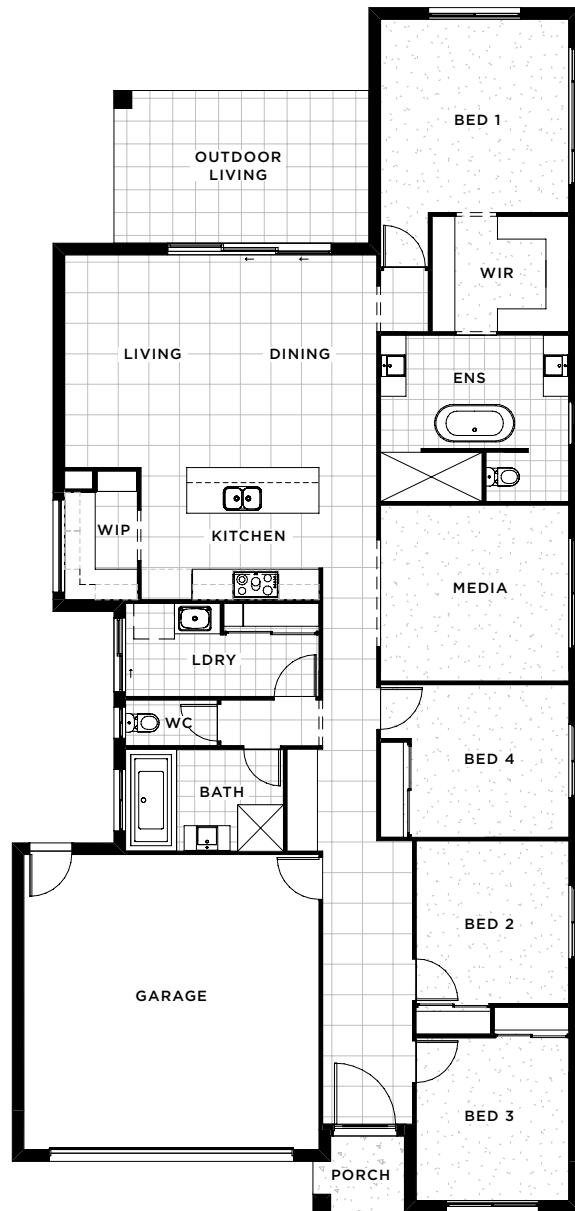 BED 1
OUTDOOR
LIVING
WIR
LIVING
DINING
ENS
WIP
KITCHEN
MEDIA
LDRY
WC
BED 4
BATH
BED 2
GARAGE
BED 3
PORCH